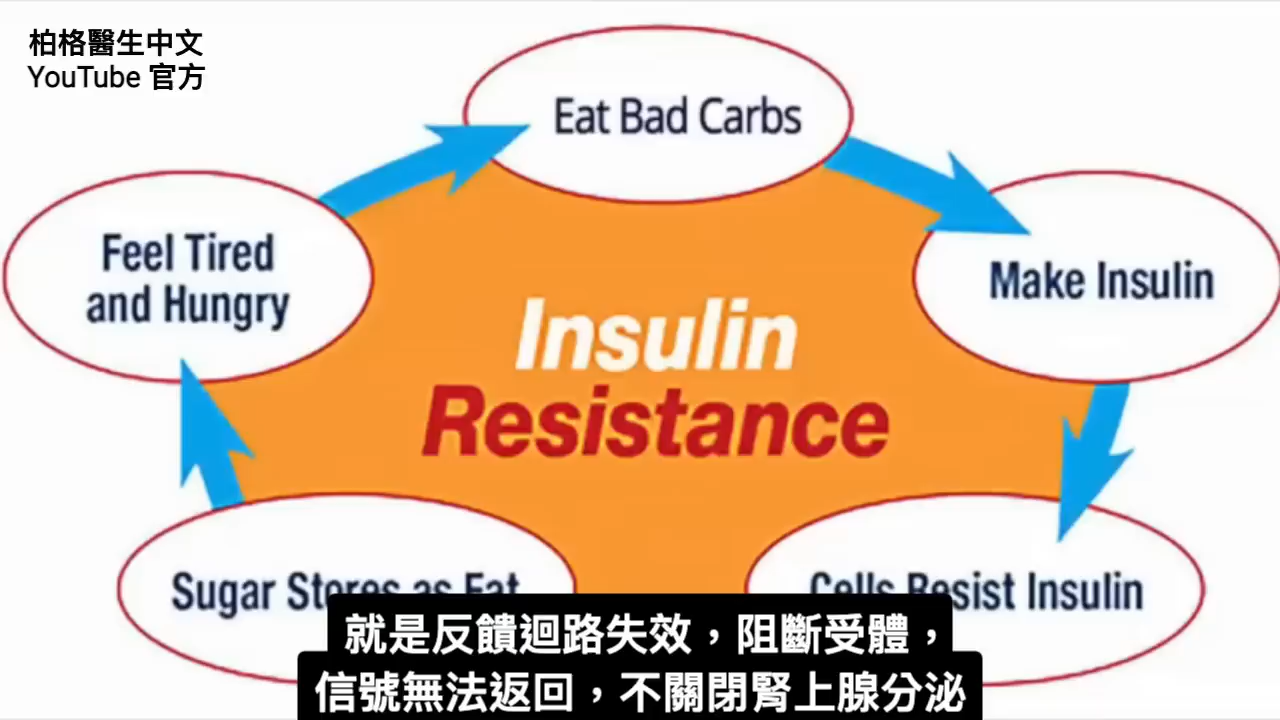 柏格醫生中文
YouTube 官方
Eat Bad Carbs
Feel Tired
and Hungry
Make Insulin
Insulin
Resistance
Sugar Stores as Fat
Cells Resist Insulin
就是反饋迴路失效，阻斷受體，
信號無法返回，不關閉腎上腺分泌